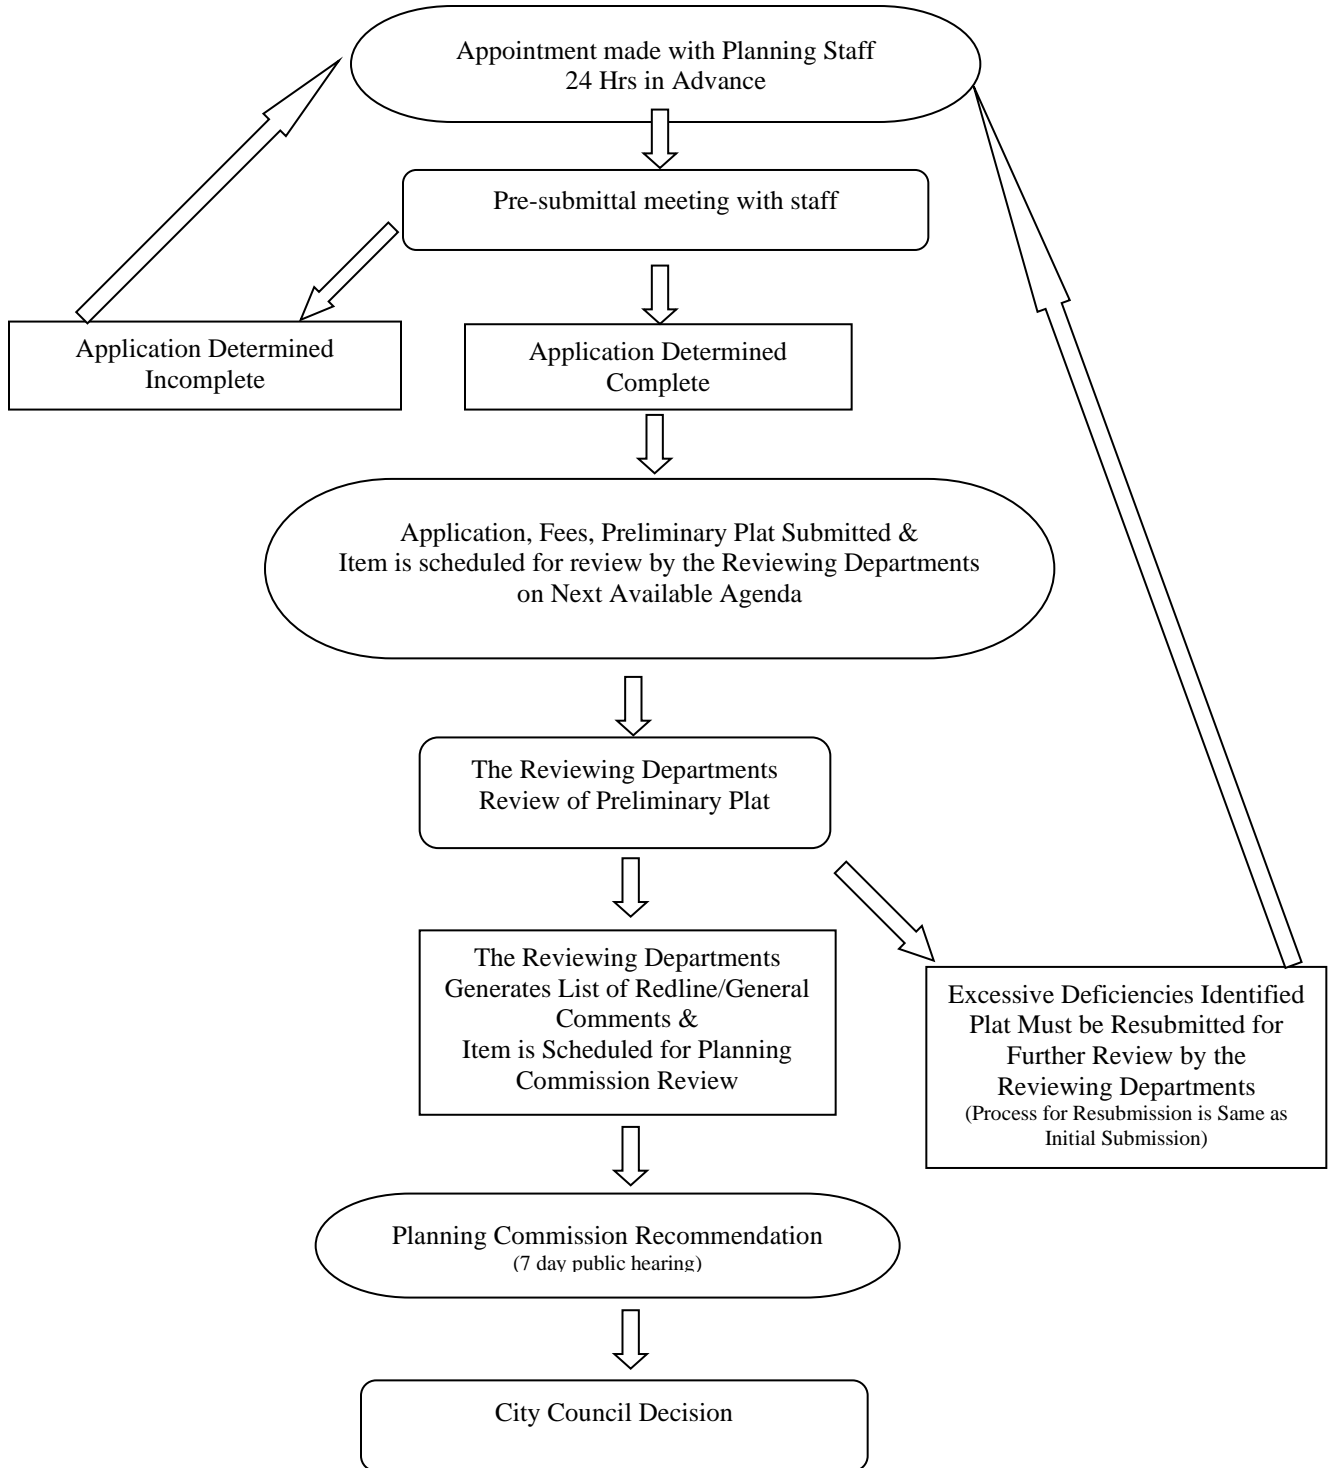 Appointment made with Planning Staff
24 Hrs in Advance
Pre-submittal meeting with staff
Application Determined
Incomplete
Application Determined
Complete
Application, Fees, Preliminary Plat Submitted &
Item is scheduled for review by the Reviewing Departments
on Next Available Agenda
The Reviewing Departments
Review of Preliminary Plat
The Reviewing Departments
Generates List of Redline/General
Comments &
Item is Scheduled for Planning
Commission Review
Excessive Deficiencies Identified
Plat Must be Resubmitted for
Further Review by the
Reviewing Departments
(Process for Resubmission is Same as
Initial Submission)
Planning Commission Recommendation
(7 day public hearing)
City Council Decision